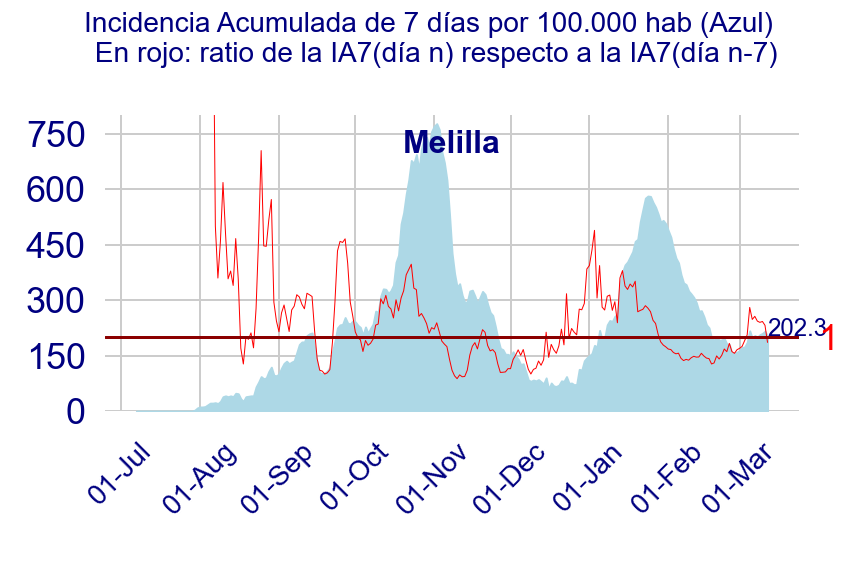 Incidencia Acumulada de 7 días por 100.000 hab (Azul)
En rojo: ratio de la IA7(día n) respecto a la IA7(día n-7)
Melilla
750
600
450
300
150
0
202.3
1
01-Jul
01-Aug
01-Sep
01-Oct
01-Nov
01-Dec
01-Jan
01-Feb
01-Mar